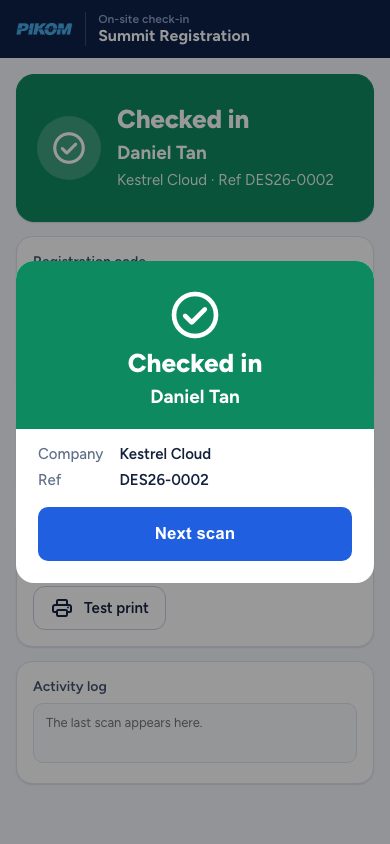 PIKOM
On-site check-in
Summit Registration
Checked in
Daniel Tan
Kestrel Cloud · Ref DES26-0002
Registration code
Checked in
Daniel Tan
Company Kestrel Cloud
Ref DES26-0002
Next scan
Test print
Activity log
The last scan appears here.